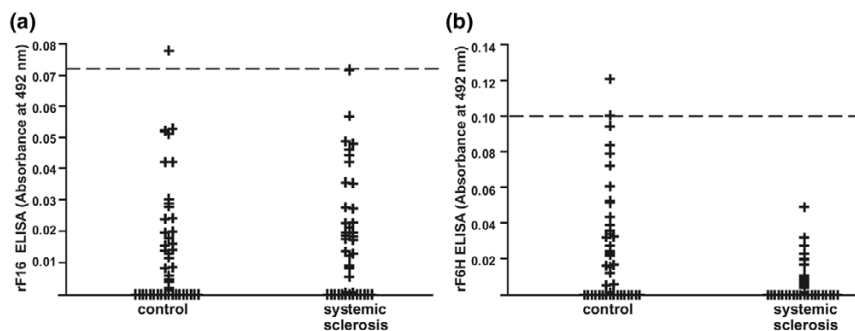 (a)
rF16 ELISA (Absorbance at 492 nm)
0.08
0.07
0.06
0.05
0.04
0.03
0.02
0.01
control
systemic
sclerosis
(b)
rF6H ELISA (Absorbance at 492 nm)
0.14
0.12
0.10
0.08
0.06
0.04
0.02
control
systemic
sclerosis